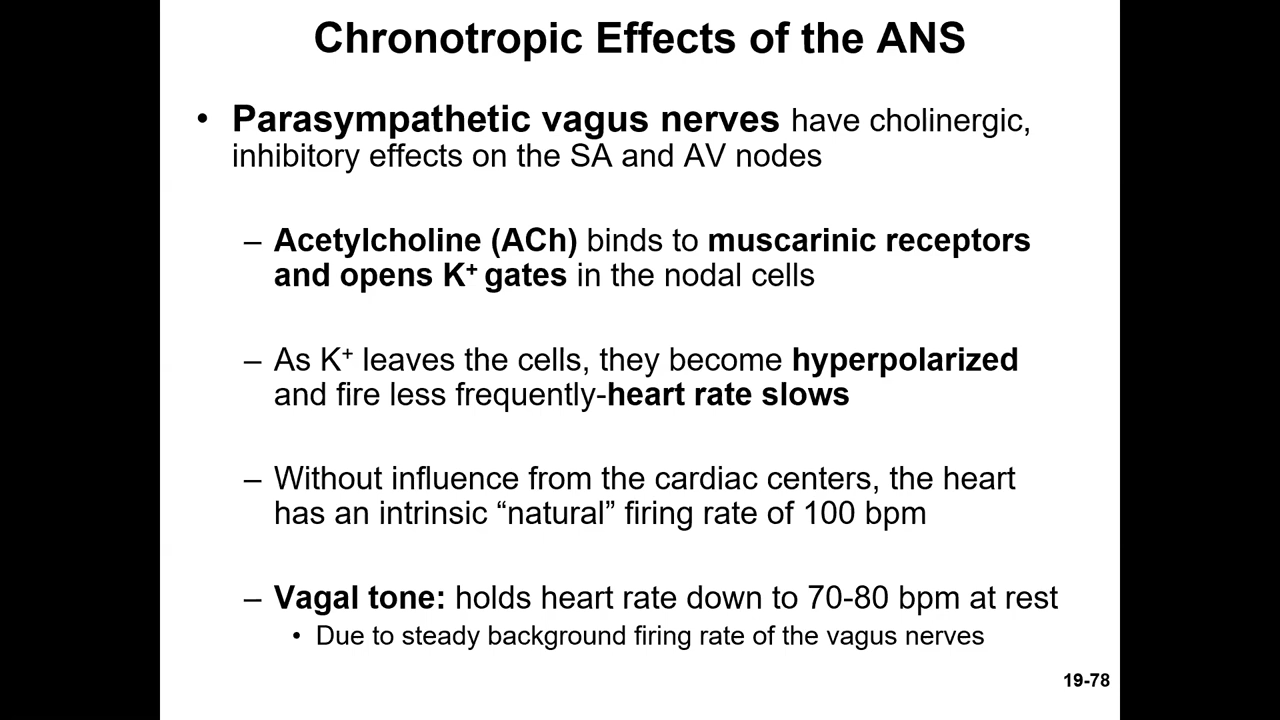 Chronotropic Effects of the ANS
• Parasympathetic vagus nerves have cholinergic,
inhibitory effects on the SA and AV nodes
– Acetylcholine (ACh) binds to muscarinic receptors
and opens K⁺ gates in the nodal cells
– As K⁺ leaves the cells, they become hyperpolarized
and fire less frequently-heart rate slows
– Without influence from the cardiac centers, the heart
has an intrinsic “natural” firing rate of 100 bpm
– Vagal tone: holds heart rate down to 70-80 bpm at rest
• Due to steady background firing rate of the vagus nerves
19-78